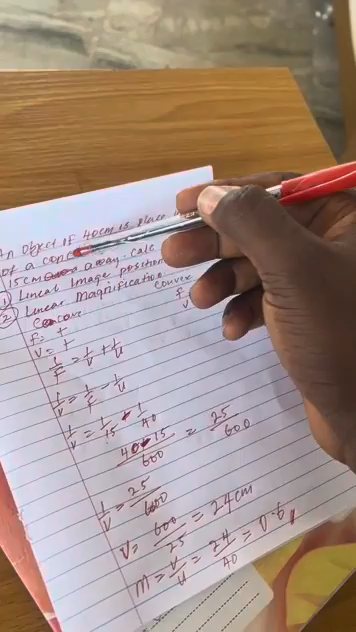 An Object of 40cm is place
of a conc
15cm away. calc
① Linear Image position
② Linear Magnification convex
f = +
v = +
f
v
1/f = 1/v + 1/u
1/v = 1/f - 1/u
1/v = 1/15 - 1/40
40-15/600 = 25/600
1/v = 25/600
v = 600/25 = 24cm
m = v/u = 24/40 = 0.6